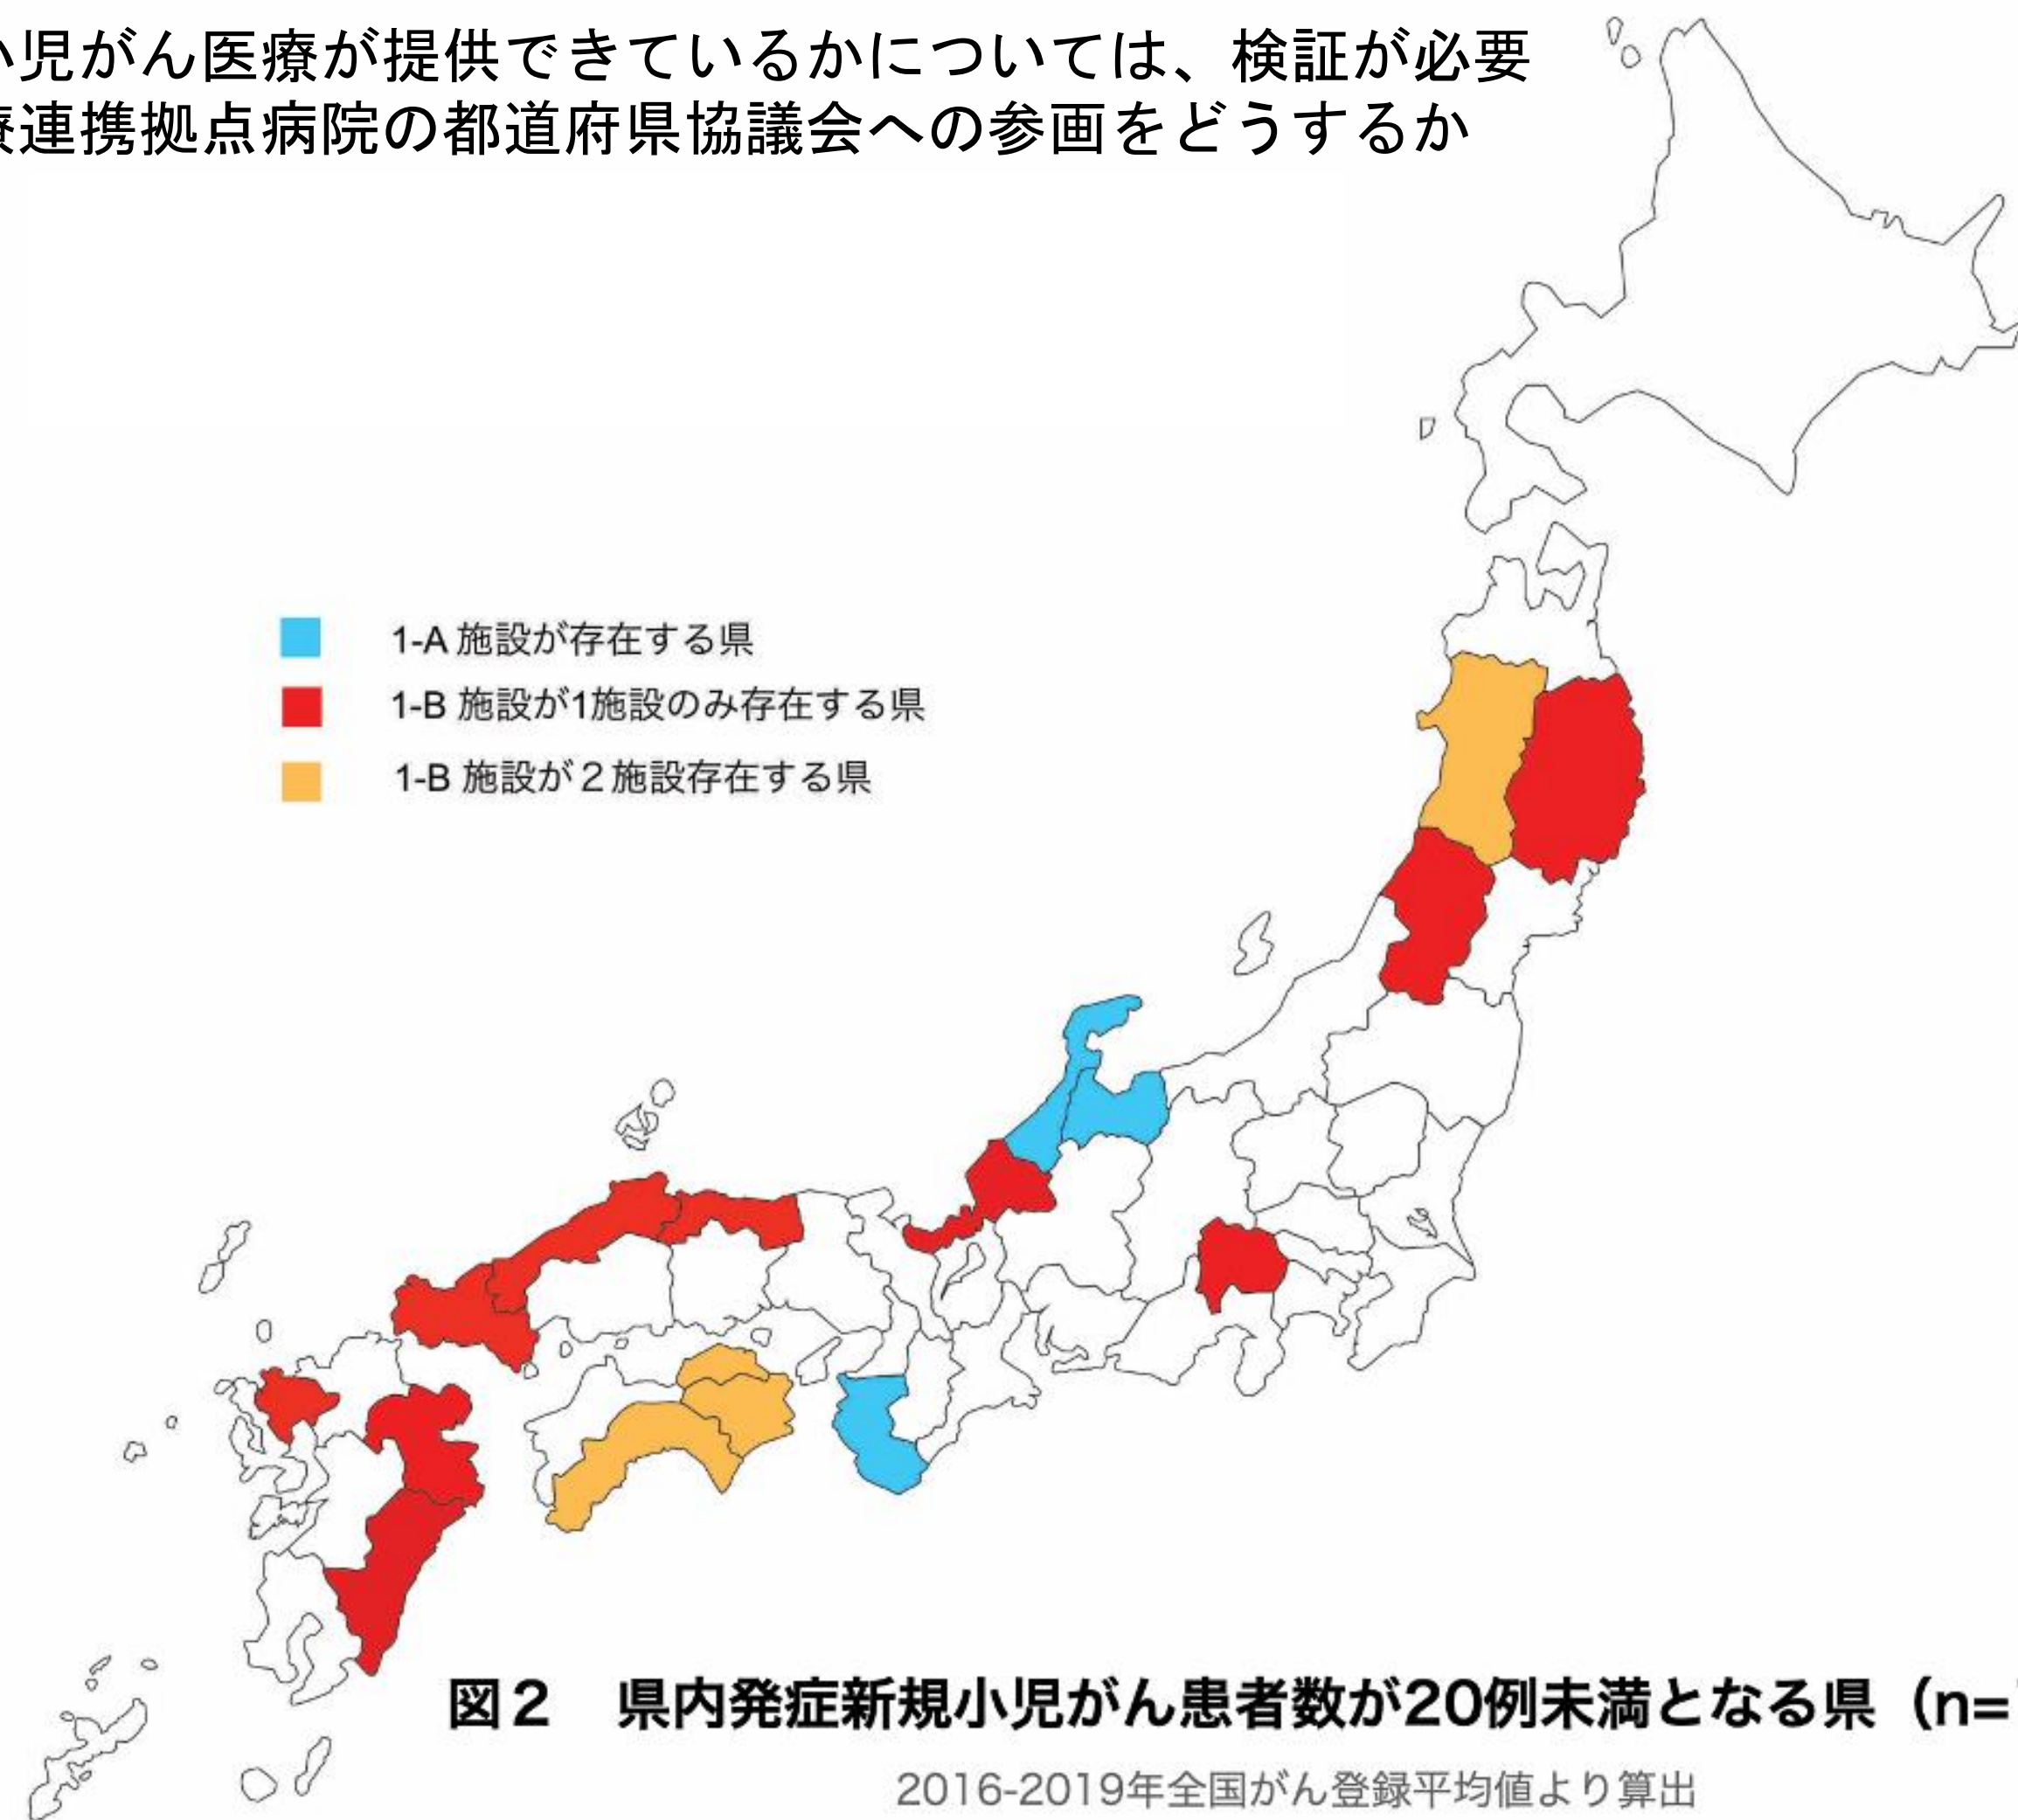 児がん医療が提供できているかについては、検証が必要
連携拠点病院の都道府県協議会への参画をどうするか
1-A 施設が存在する県
1-B 施設が1施設のみ存在する県
1-B 施設が２施設存在する県
図２　県内発症新規小児がん患者数が20例未満となる県（n=
2016-2019年全国がん登録平均値より算出